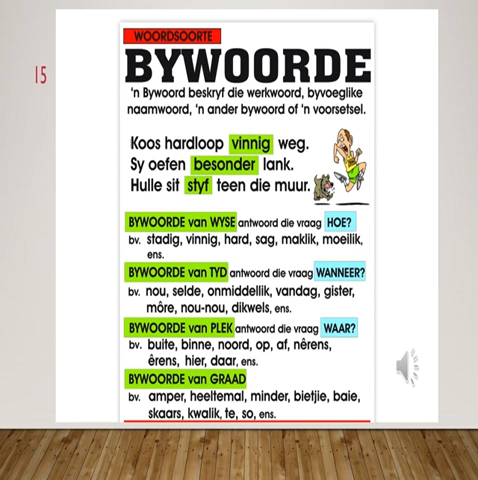 15
WOORDSOORTE
BYWOORDE
'n Bywoord beskryf die werkwoord, byvoeglike
naamwoord, 'n ander bywoord of 'n voorsetsel.
Koos hardloop vinnig weg.
Sy oefen besonder lank.
Hulle sit styf teen die muur.
BYWOORDE van WYSE antwoord die vraag HOE?
bv. stadig, vinnig, hard, sag, maklik, moeilik,
ens.
BYWOORDE van TYD antwoord die vraag WANNEER?
bv. nou, selde, onmiddellik, vandag, gister,
môre, nou-nou, dikwels, ens.
BYWOORDE van PLEK antwoord die vraag WAAR?
bv. buite, binne, noord, op, af, nêrens,
êrens, hier, daar, ens.
BYWOORDE van GRAAD
bv. amper, heeltemal, minder, bietjie, baie,
skaars, kwalik, te, so, ens.